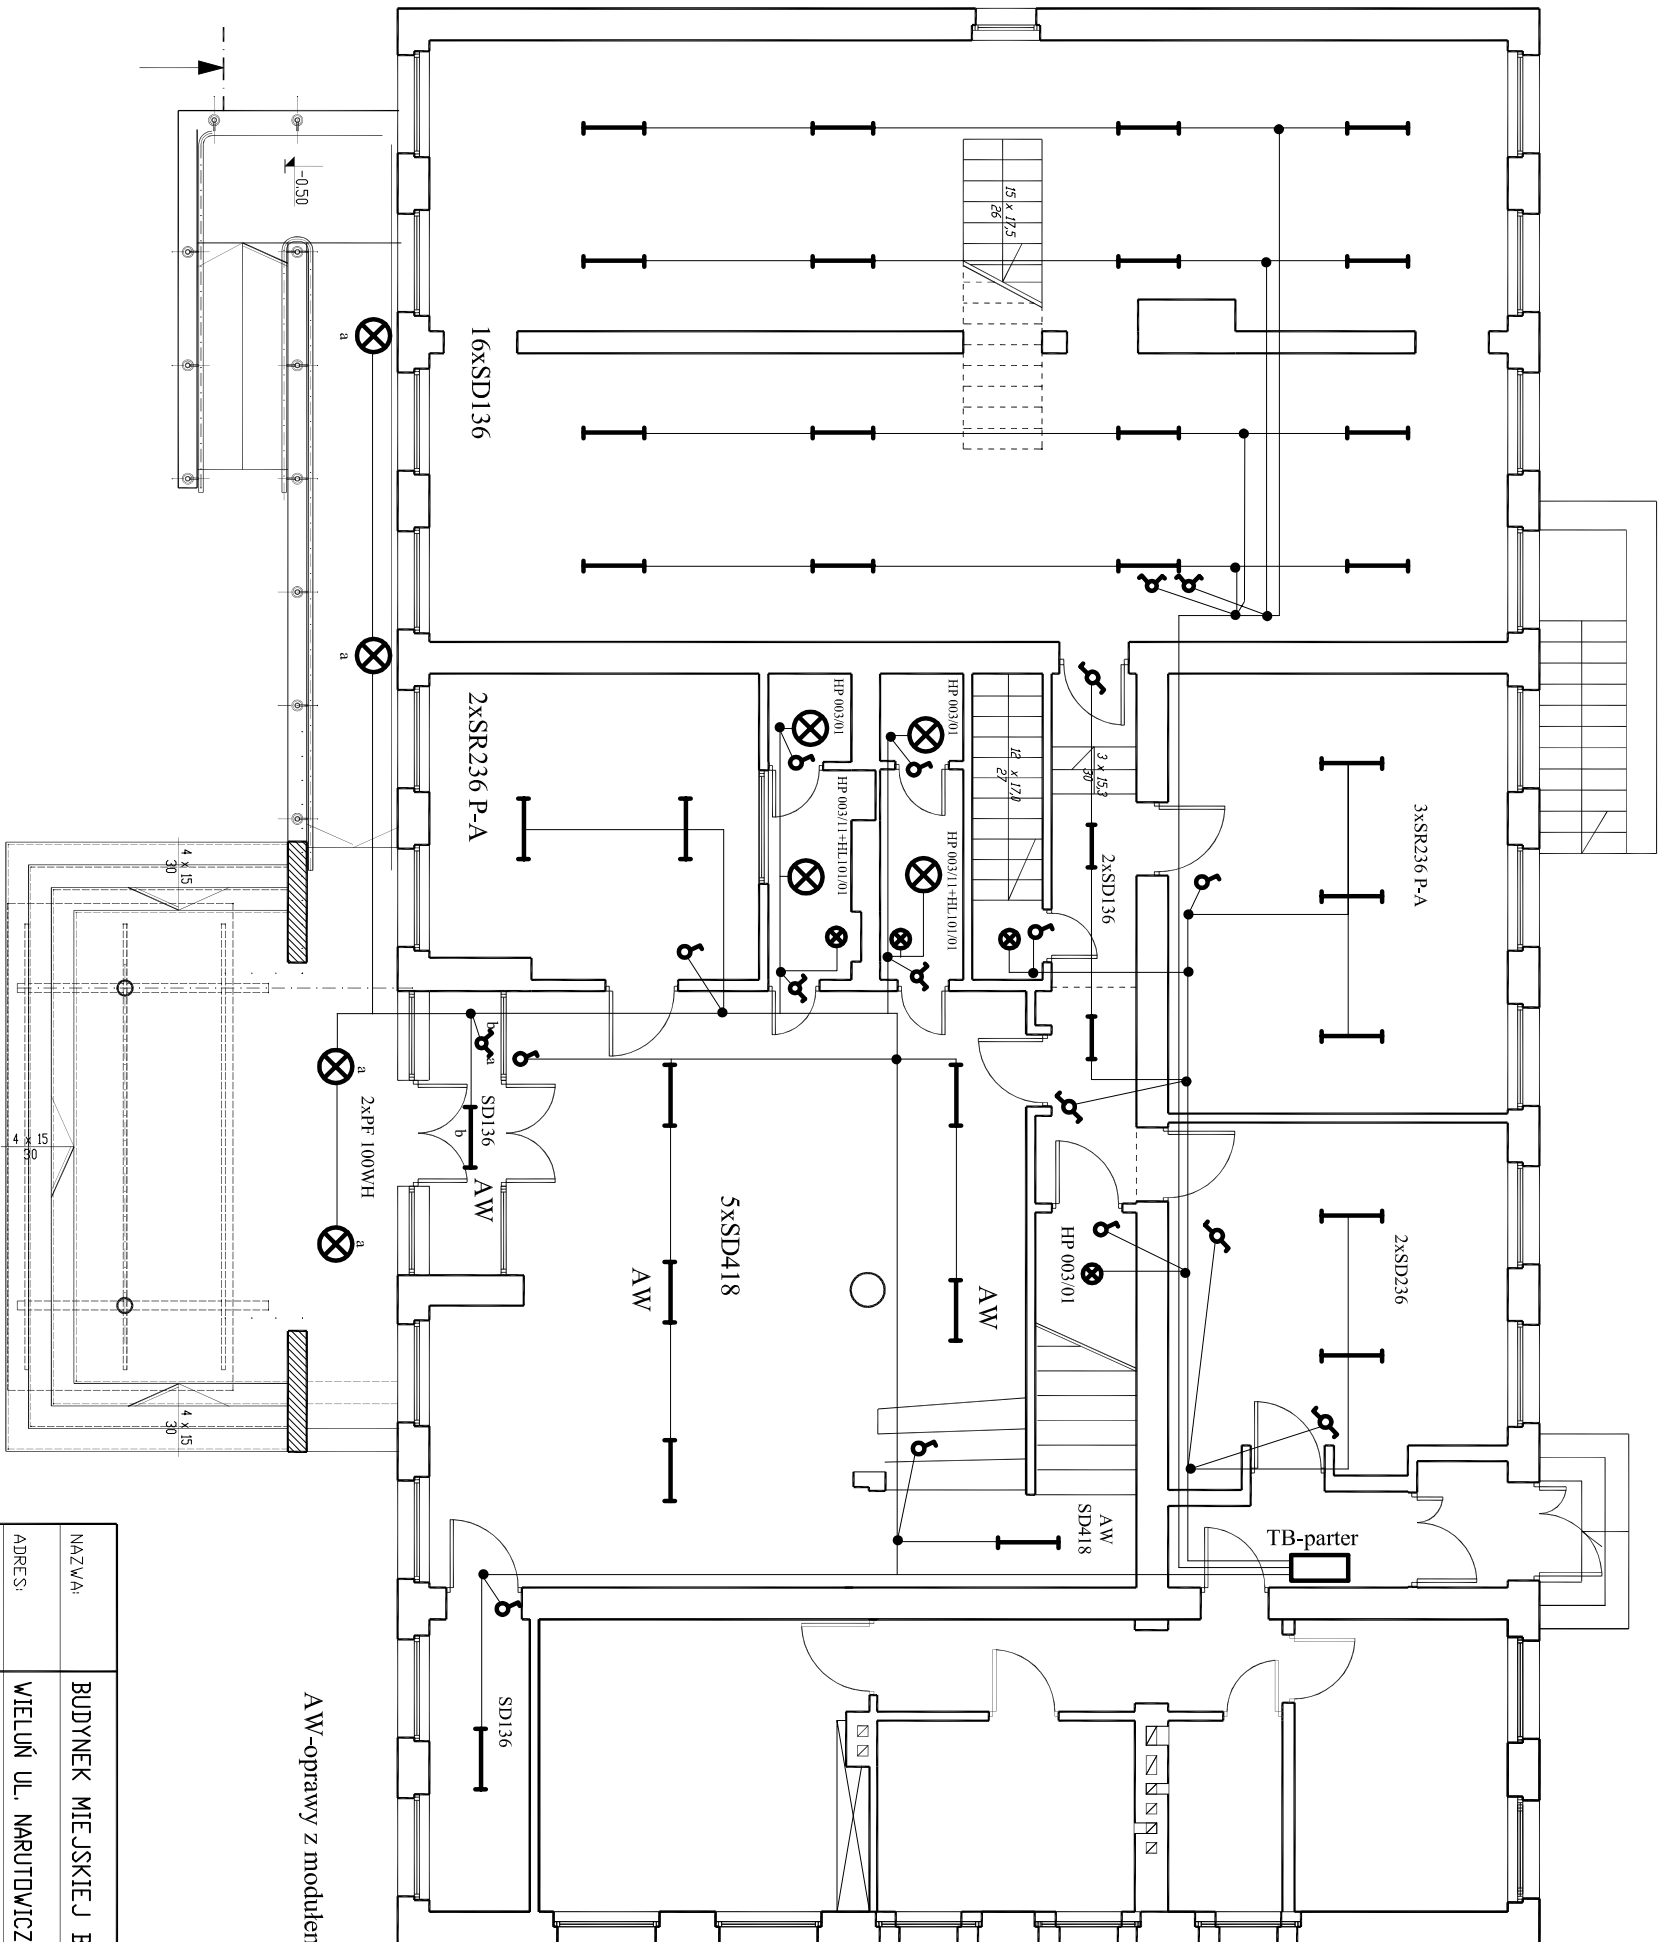 -0.50
15 x 17,5
26
16xSD136
a
a
2xSR236 P-A
HP 003/01
HP 003/01
HP 003/11+HL101/01
HP 003/11+HL101/01
12 x 17,0
27
3 x 15,3
30
2xSD136
3xSR236 P-A
4 x 15
30
4 x 15
30
4 x 15
30
a
2xPF 100WH
a
b
a
SD136
b
AW
5xSD418
AW
AW
HP 003/01
2xSD236
AW
SD418
TB-parter
SD136
AW-oprawy z modułem
NAZWA:
BUDYNEK MIEJSKIEJ
ADRES:
WIELUŃ UL. NARUTOWICZ